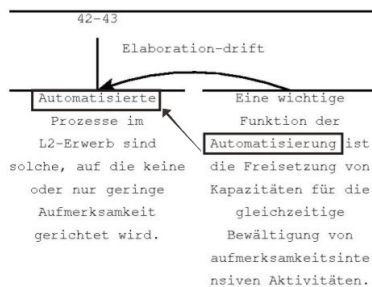 42-43
Elaboration-drift
Automatisierte
Prozesse im
L2-Erwerb sind
solche, auf die keine
oder nur geringe
Aufmerksamkeit
gerichtet wird.
Eine wichtige
Funktion der
Automatisierung ist
die Freisetzung von
Kapazitäten für die
gleichzeitige
Bewältigung von
aufmerksamkeitsinte
nsiven Aktivitäten.